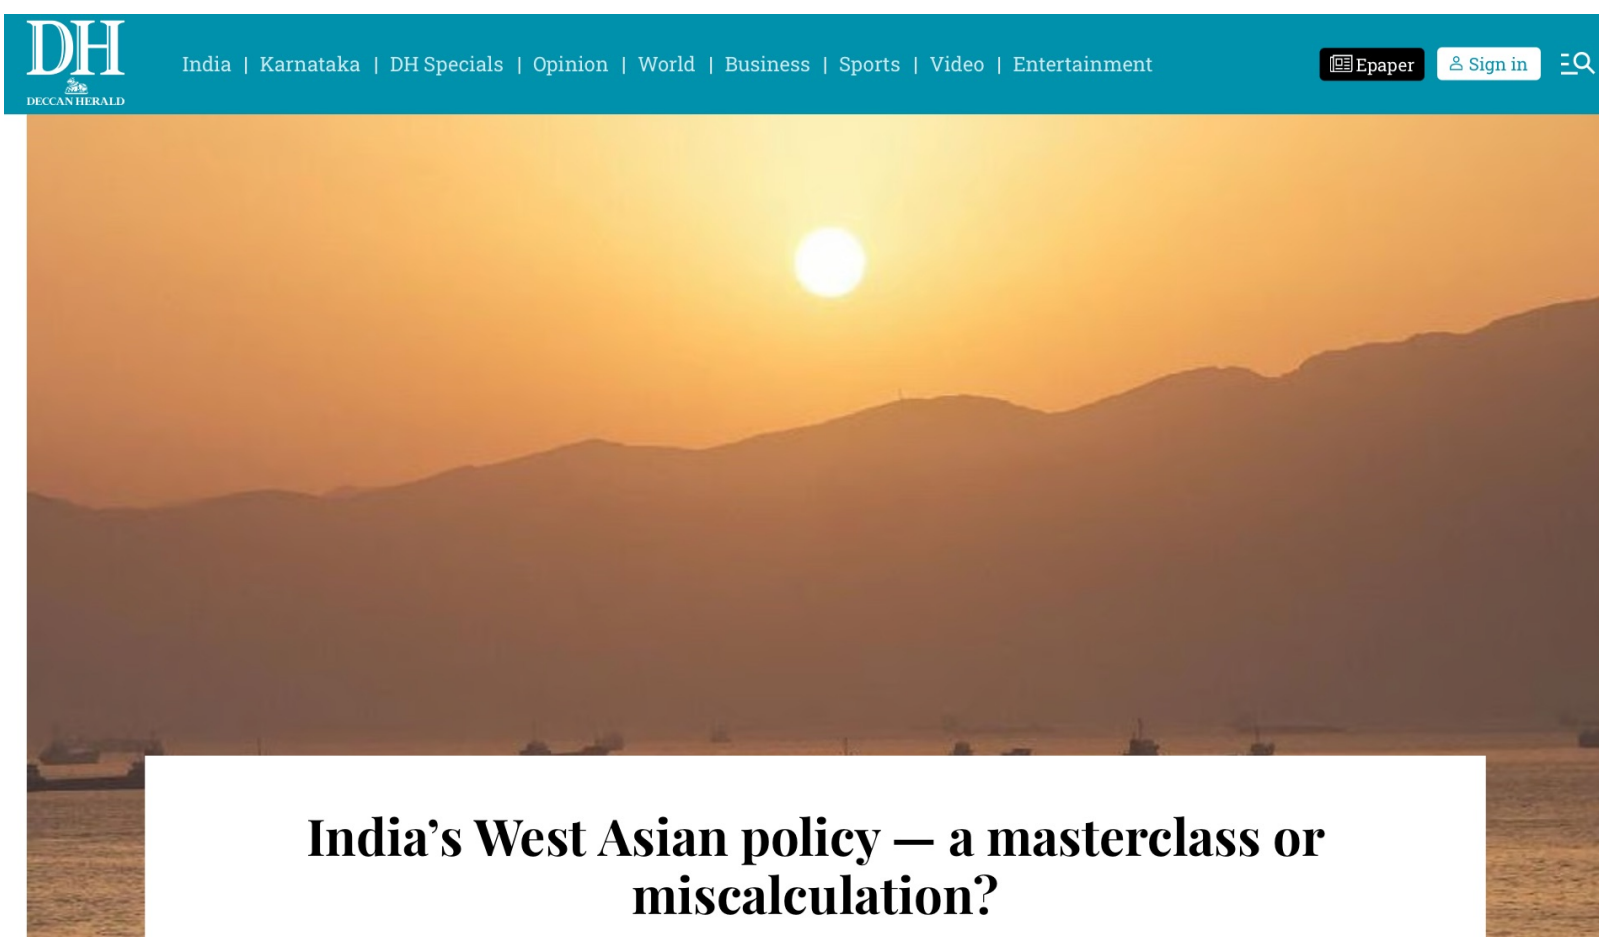 DH
DECCAN HERALD
India | Karnataka | DH Specials | Opinion | World | Business | Sports | Video | Entertainment
Epaper
Sign in
India’s West Asian policy — a masterclass or
miscalculation?